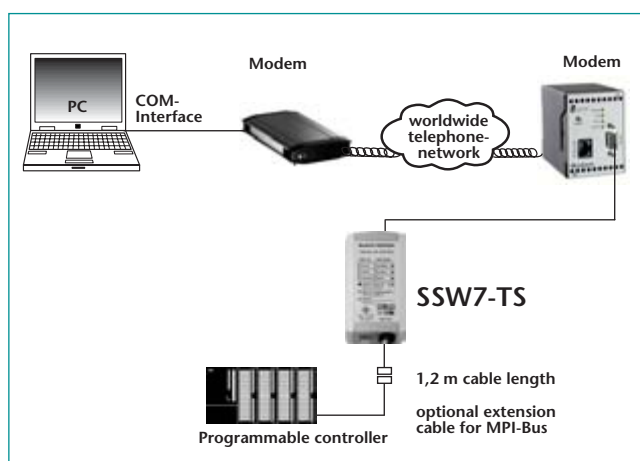 Modem
Modem
PC
COM-
Interface
worldwide
telephone-
network
SSW7-TS
1,2 m cable length
optional extension
cable for MPI-Bus
Programmable controller